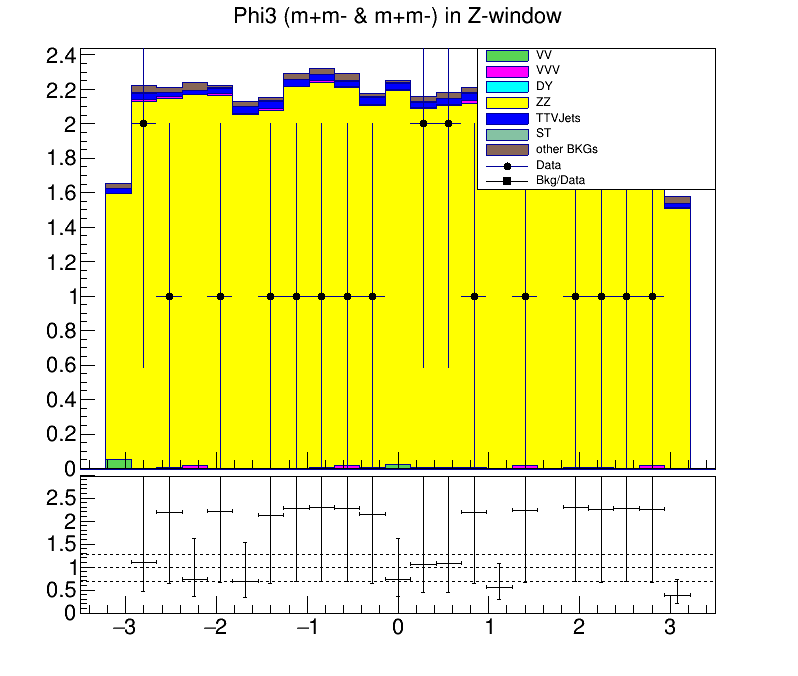 Phi3 (m+m- & m+m-) in Z-window
2.4
2.2
2
1.8
1.6
1.4
1.2
1
0.8
0.6
0.4
0.2
0
VV
VVV
DY
ZZ
TTVJets
ST
other BKGs
Data
Bkg/Data
2.5
2
1.5
1
0.5
0
−3 −2 −1 0 1 2 3